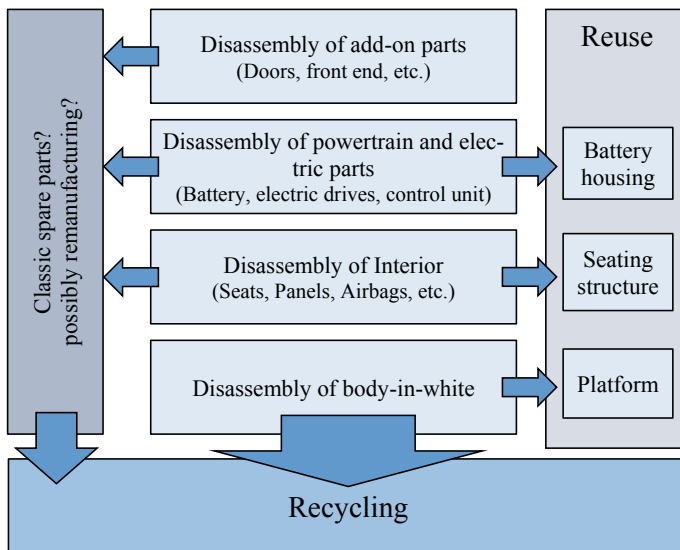 Classic spare parts?
possibly remanufacturing?
Disassembly of add-on parts
(Doors, front end, etc.)
Disassembly of powertrain and elec-
tric parts
(Battery, electric drives, control unit)
Disassembly of Interior
(Seats, Panels, Airbags, etc.)
Disassembly of body-in-white
Reuse
Battery
housing
Seating
structure
Platform
Recycling